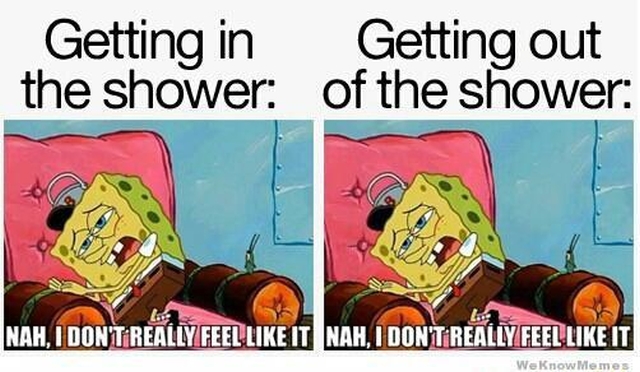 Getting in
the shower:
Getting out
of the shower:
NAH, I DON'T REALLY FEEL LIKE IT
NAH, I DON'T REALLY FEEL LIKE IT
WeKnowMemes